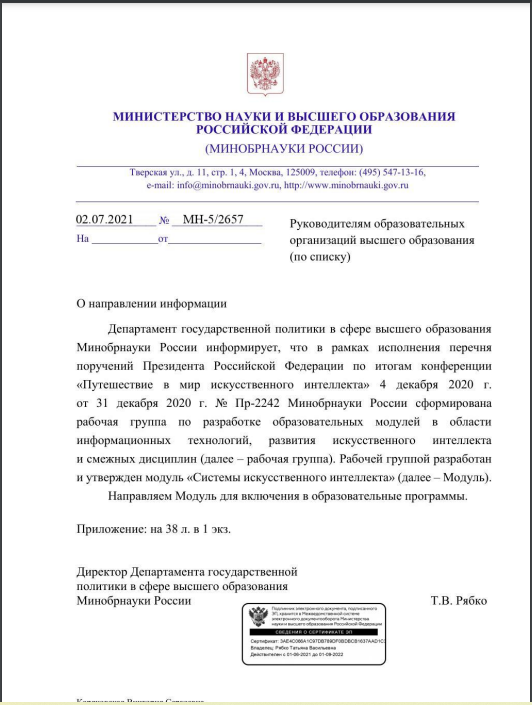 МИНИСТЕРСТВО НАУКИ И ВЫСШЕГО ОБРАЗОВАНИЯ
РОССИЙСКОЙ ФЕДЕРАЦИИ
(МИНОБРНАУКИ РОССИИ)
Тверская ул., д. 11, стр. 1, 4, Москва, 125009, телефон: (495) 547-13-16,
e-mail: info@minobrnauki.gov.ru, http://www.minobrnauki.gov.ru
02.07.2021 № МН-5/2657
На от
Руководителям образовательных
организаций высшего образования
(по списку)
О направлении информации
Департамент государственной политики в сфере высшего образования
Минобрнауки России информирует, что в рамках исполнения перечня
поручений Президента Российской Федерации по итогам конференции
«Путешествие в мир искусственного интеллекта» 4 декабря 2020 г.
от 31 декабря 2020 г. № Пр-2242 Минобрнауки России сформирована
рабочая группа по разработке образовательных модулей в области
информационных технологий, развития искусственного интеллекта
и смежных дисциплин (далее – рабочая группа). Рабочей группой разработан
и утвержден модуль «Системы искусственного интеллекта» (далее – Модуль).
Направляем Модуль для включения в образовательные программы.
Приложение: на 38 л. в 1 экз.
Директор Департамента государственной
политики в сфере высшего образования
Минобрнауки России Т.В. Рябко
Подлинник электронного документа, подписанного
ЭП, хранится в Межведомственной системе
электронного документооборота Министерства
науки и высшего образования Российской Федерации
СВЕДЕНИЯ О СЕРТИФИКАТЕ ЭП
Сертификат:
Владелец: Рябко Татьяна Васильевна
Действителен с 01-06-2021 до 01-09-2022